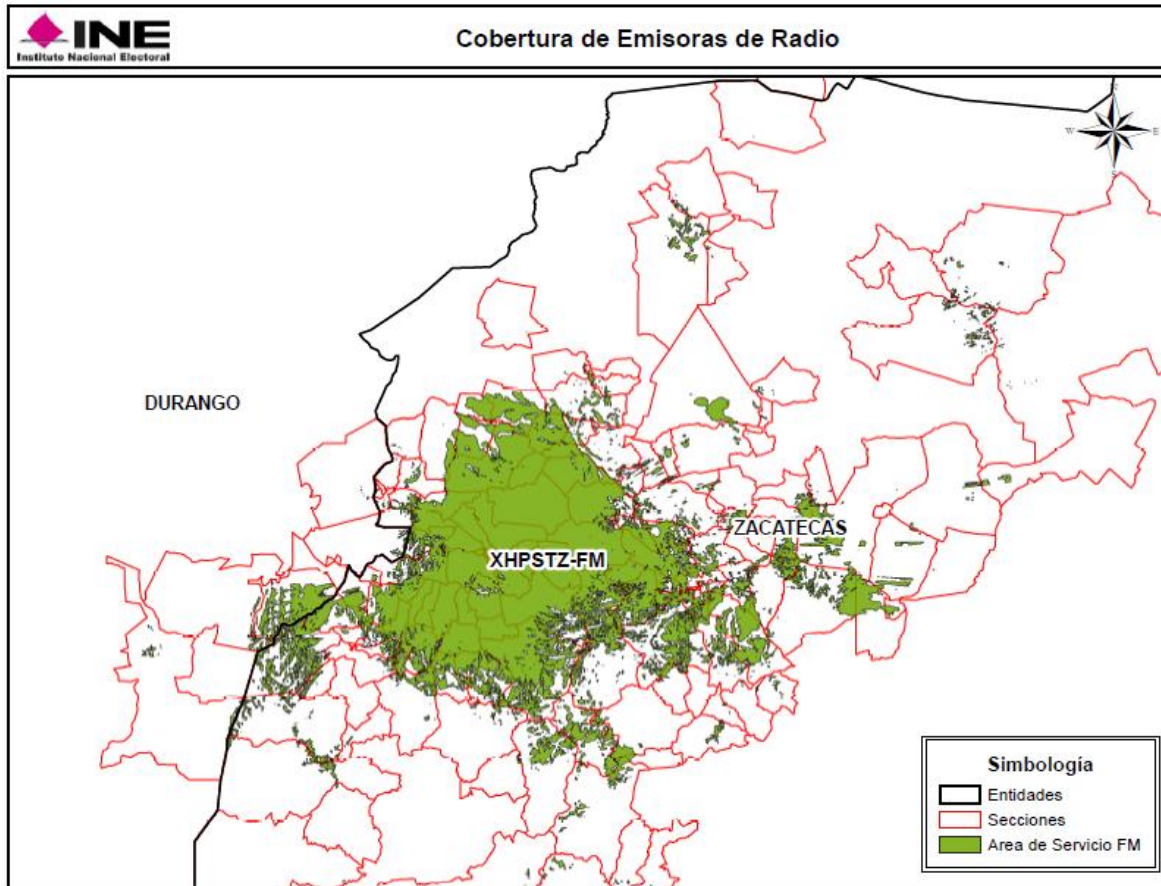 INE
Instituto Nacional Electoral
Cobertura de Emisoras de Radio
W
E
S
DURANGO
ZACATECAS
XHPSTZ-FM
Simbología
Entidades
Secciones
Area de Servicio FM